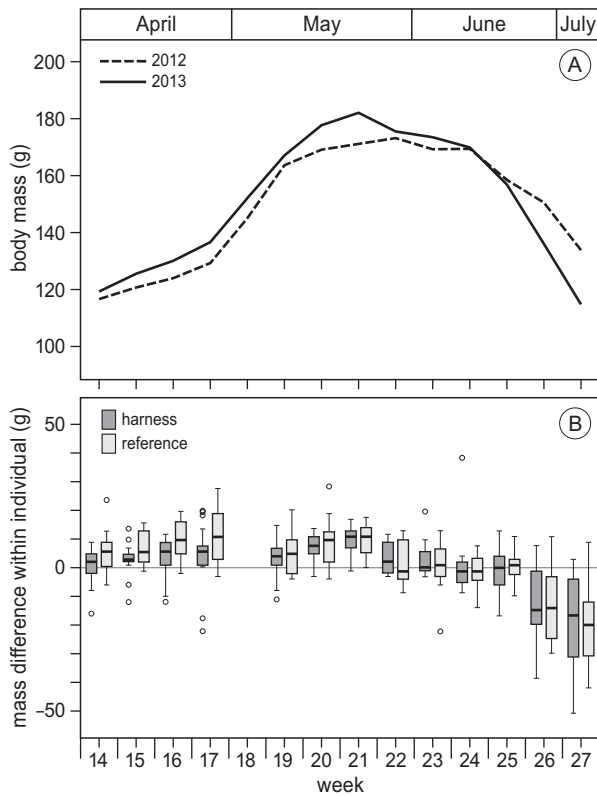 April May June July
200
180
160
140
120
100
body mass (g)
2012
2013
A
50
0
−50
mass difference within individual (g)
harness
reference
B
14 15 16 17 18 19 20 21 22 23 24 25 26 27
week